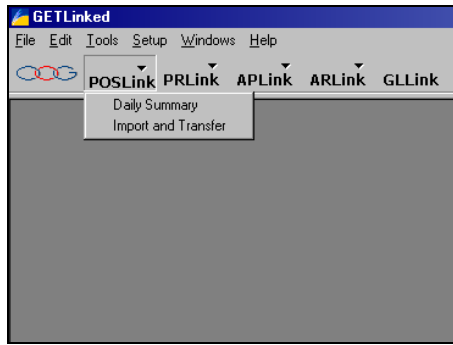 GETLinked
File Edit Tools Setup Windows Help
POSLink PRLink APLink ARLink GLLink
Daily Summary
Import and Transfer